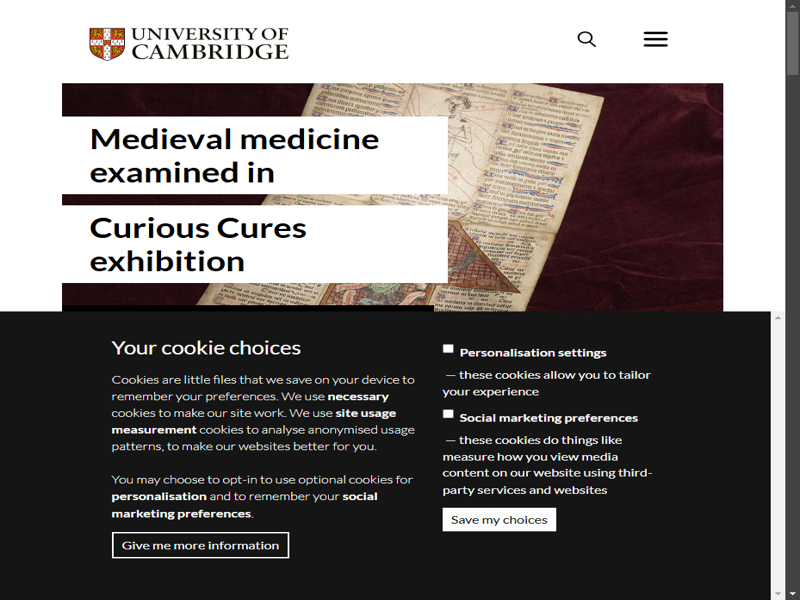 UNIVERSITY OF
CAMBRIDGE
Medieval medicine
examined in
Curious Cures
exhibition
Your cookie choices
Cookies are little files that we save on your device to
remember your preferences. We use necessary
cookies to make our site work. We use site usage
measurement cookies to analyse anonymised usage
patterns, to make our websites better for you.
You may choose to opt-in to use optional cookies for
personalisation and to remember your social
marketing preferences.
Give me more information
Personalisation settings
— these cookies allow you to tailor
your experience
Social marketing preferences
— these cookies do things like
measure how you view media
content on our website using third-
party services and websites
Save my choices